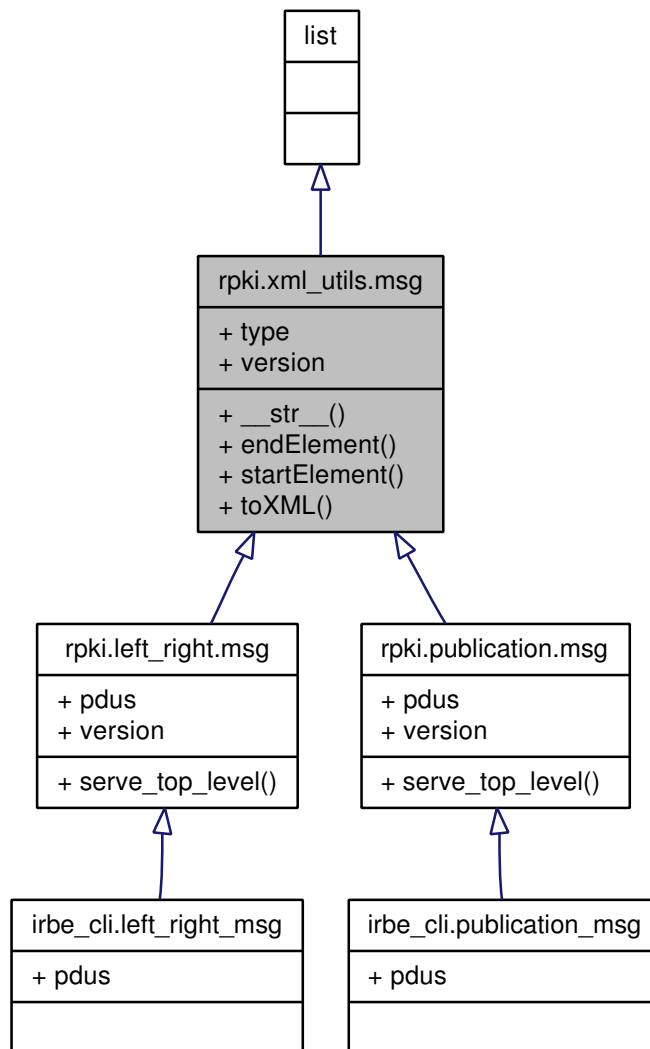 list
rpki.xml_utils.msg
+ type
+ version
+ __str__()
+ endElement()
+ startElement()
+ toXML()
rpki.left_right.msg
+ pdus
+ version
+ serve_top_level()
rpki.publication.msg
+ pdus
+ version
+ serve_top_level()
irbe_cli.left_right_msg
+ pdus
irbe_cli.publication_msg
+ pdus